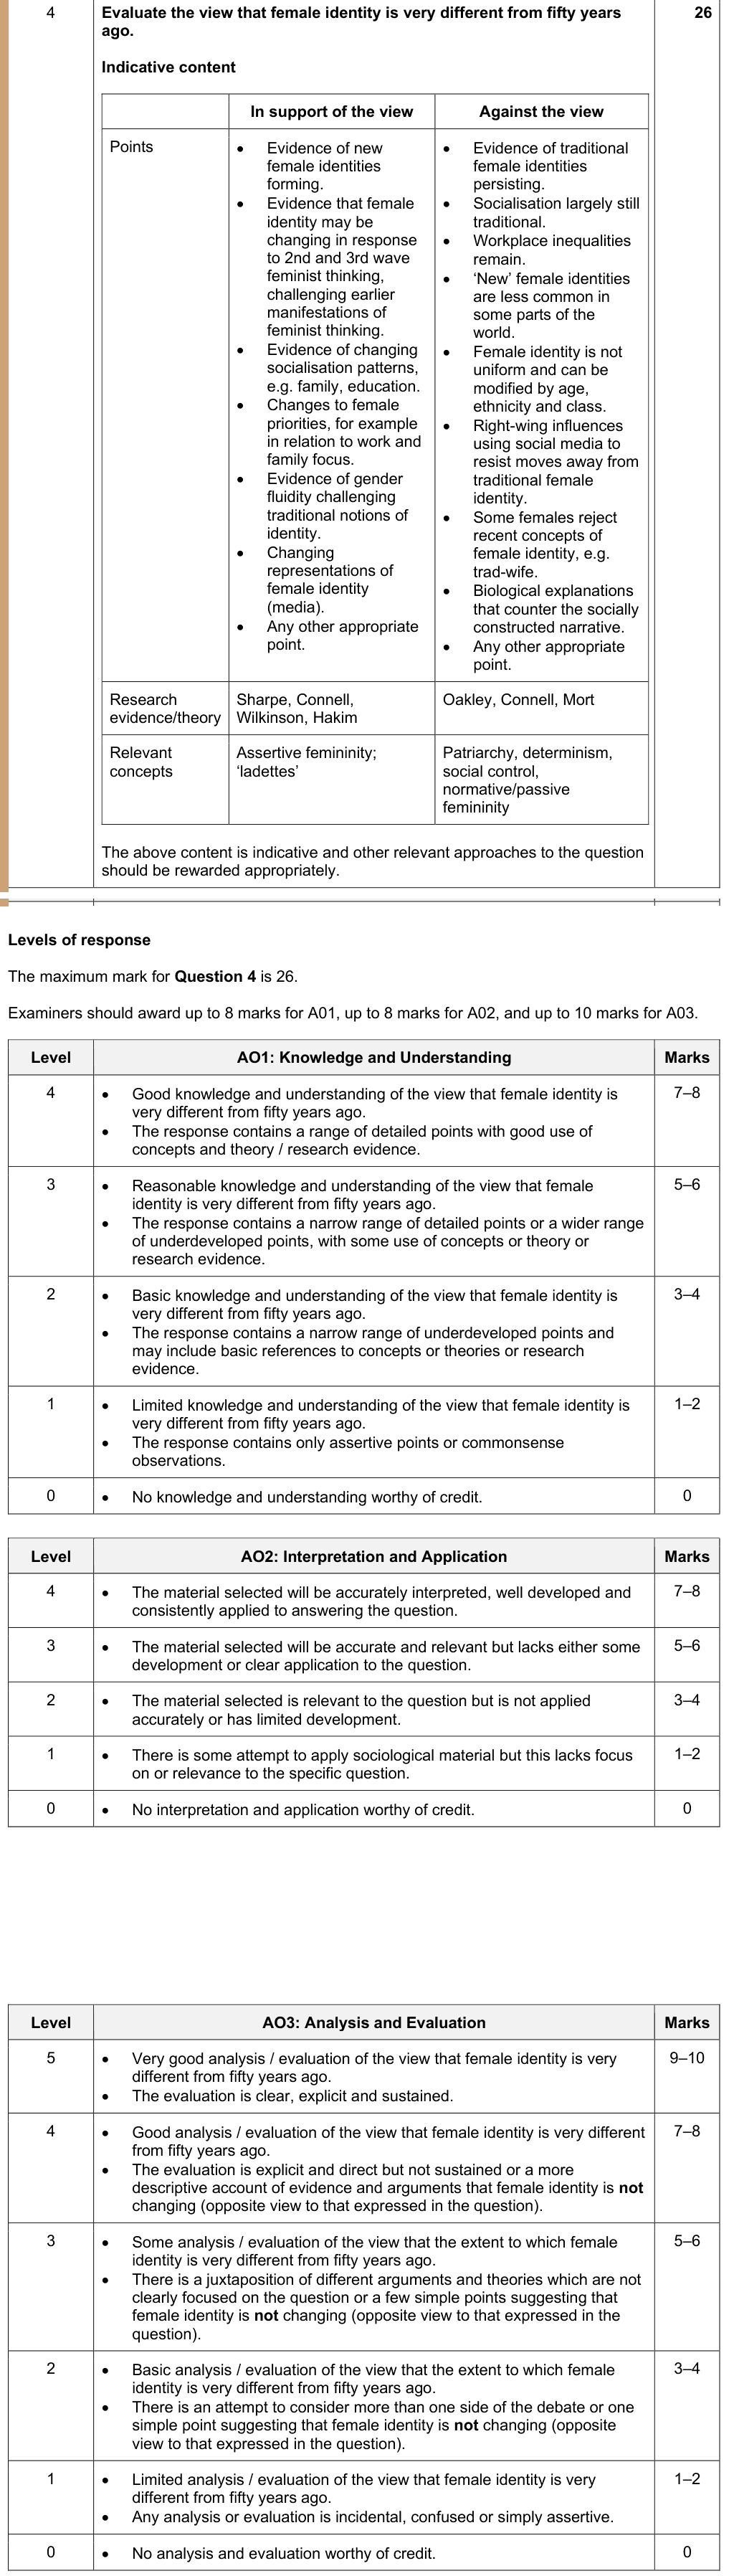 4 Evaluate the view that female identity is very different from fifty years 26
ago.
Indicative content
In support of the view Against the view
Points
• Evidence of new
female identities
forming.
• Evidence that female
identity may be
changing in response
to 2nd and 3rd wave
feminist thinking,
challenging earlier
manifestations of
feminist thinking.
• Evidence of changing
socialisation patterns,
e.g. family, education.
• Changes to female
priorities, for example
in relation to work and
family focus.
• Evidence of gender
fluidity challenging
traditional notions of
identity.
• Changing
representations of
female identity
(media).
• Any other appropriate
point.
• Evidence of traditional
female identities
persisting.
• Socialisation largely still
traditional.
• Workplace inequalities
remain.
• ‘New’ female identities
are less common in
some parts of the
world.
• Female identity is not
uniform and can be
modified by age,
ethnicity and class.
• Right-wing influences
using social media to
resist moves away from
traditional female
identity.
• Some females reject
recent concepts of
female identity, e.g.
trad-wife.
• Biological explanations
that counter the socially
constructed narrative.
• Any other appropriate
point.
Research
evidence/theory
Sharpe, Connell,
Wilkinson, Hakim
Oakley, Connell, Mort
Relevant
concepts
Assertive femininity;
‘ladettes’
Patriarchy, determinism,
social control,
normative/passive
femininity
The above content is indicative and other relevant approaches to the question
should be rewarded appropriately.
Levels of response
The maximum mark for Question 4 is 26.
Examiners should award up to 8 marks for A01, up to 8 marks for A02, and up to 10 marks for A03.
Level AO1: Knowledge and Understanding Marks
4 • Good knowledge and understanding of the view that female identity is 7–8
very different from fifty years ago.
• The response contains a range of detailed points with good use of
concepts and theory / research evidence.
3 • Reasonable knowledge and understanding of the view that female 5–6
identity is very different from fifty years ago.
• The response contains a narrow range of detailed points or a wider range
of underdeveloped points, with some use of concepts or theory or
research evidence.
2 • Basic knowledge and understanding of the view that female identity is 3–4
very different from fifty years ago.
• The response contains a narrow range of underdeveloped points and
may include basic references to concepts or theories or research
evidence.
1 • Limited knowledge and understanding of the view that female identity is 1–2
very different from fifty years ago.
• The response contains only assertive points or commonsense
observations.
0 • No knowledge and understanding worthy of credit. 0
Level AO2: Interpretation and Application Marks
4 • The material selected will be accurately interpreted, well developed and 7–8
consistently applied to answering the question.
3 • The material selected will be accurate and relevant but lacks either some 5–6
development or clear application to the question.
2 • The material selected is relevant to the question but is not applied 3–4
accurately or has limited development.
1 • There is some attempt to apply sociological material but this lacks focus 1–2
on or relevance to the specific question.
0 • No interpretation and application worthy of credit. 0
Level AO3: Analysis and Evaluation Marks
5 • Very good analysis / evaluation of the view that female identity is very 9–10
different from fifty years ago.
• The evaluation is clear, explicit and sustained.
4 • Good analysis / evaluation of the view that female identity is very different 7–8
from fifty years ago.
• The evaluation is explicit and direct but not sustained or a more
descriptive account of evidence and arguments that female identity is not
changing (opposite view to that expressed in the question).
3 • Some analysis / evaluation of the view that the extent to which female 5–6
identity is very different from fifty years ago.
• There is a juxtaposition of different arguments and theories which are not
clearly focused on the question or a few simple points suggesting that
female identity is not changing (opposite view to that expressed in the
question).
2 • Basic analysis / evaluation of the view that the extent to which female 3–4
identity is very different from fifty years ago.
• There is an attempt to consider more than one side of the debate or one
simple point suggesting that female identity is not changing (opposite
view to that expressed in the question).
1 • Limited analysis / evaluation of the view that female identity is very 1–2
different from fifty years ago.
• Any analysis or evaluation is incidental, confused or simply assertive.
0 • No analysis and evaluation worthy of credit. 0